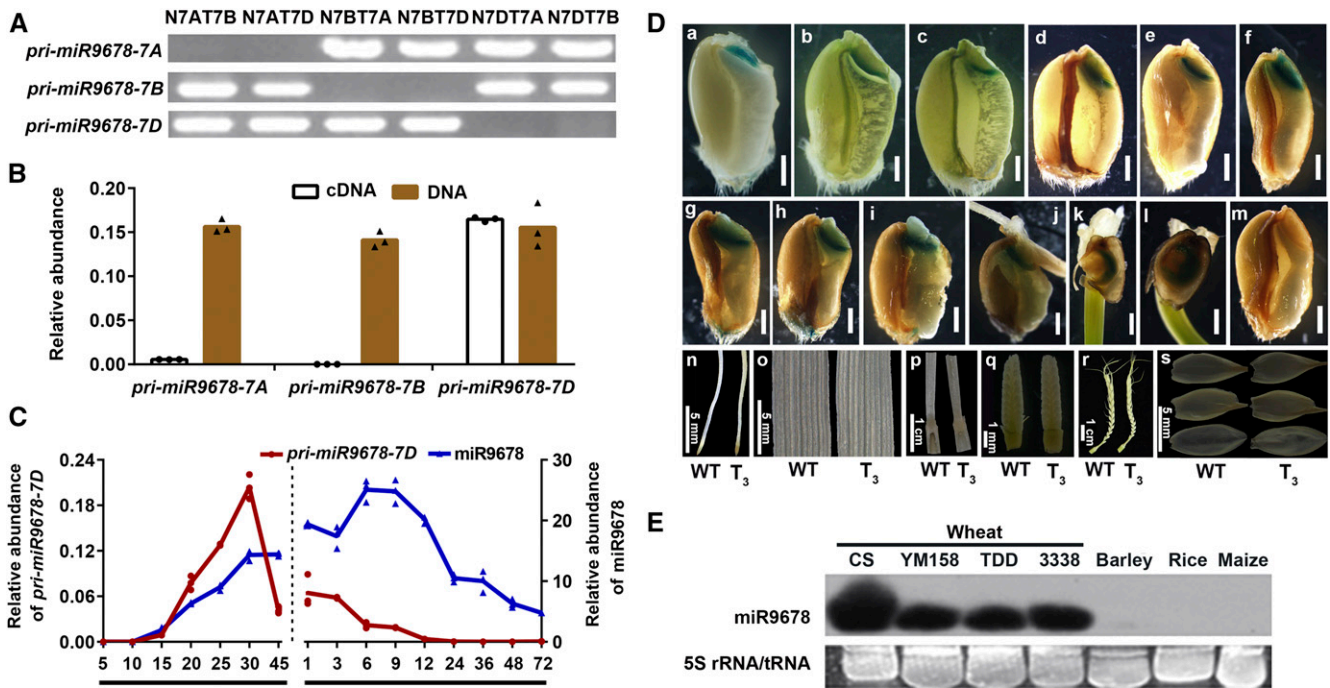 A
N7AT7B N7AT7D N7BT7A N7BT7D N7DT7A N7DT7B
pri-miR9678-7A
pri-miR9678-7B
pri-miR9678-7D
B
cDNA DNA
Relative abundance
0.20
0.15
0.10
0.05
0.00
pri-miR9678-7A pri-miR9678-7B pri-miR9678-7D
C
pri-miR9678-7D miR9678
Relative abundance
of pri-miR9678-7D
0.24
0.18
0.12
0.06
0.00
30
20
10
0
Relative abundance
of miR9678
5 10 15 20 25 30 45 1 3 6 9 12 24 36 48 72
D
a b c d e f
g h i j k l m
n o p q r s
5 mm 5 mm 1 cm 1 mm 1 cm 5 mm
WT T3 WT T3 WT T3 WT T3 WT T3 WT T3
E
Wheat
CS YM158 TDD 3338 Barley Rice Maize
miR9678
5S rRNA/tRNA